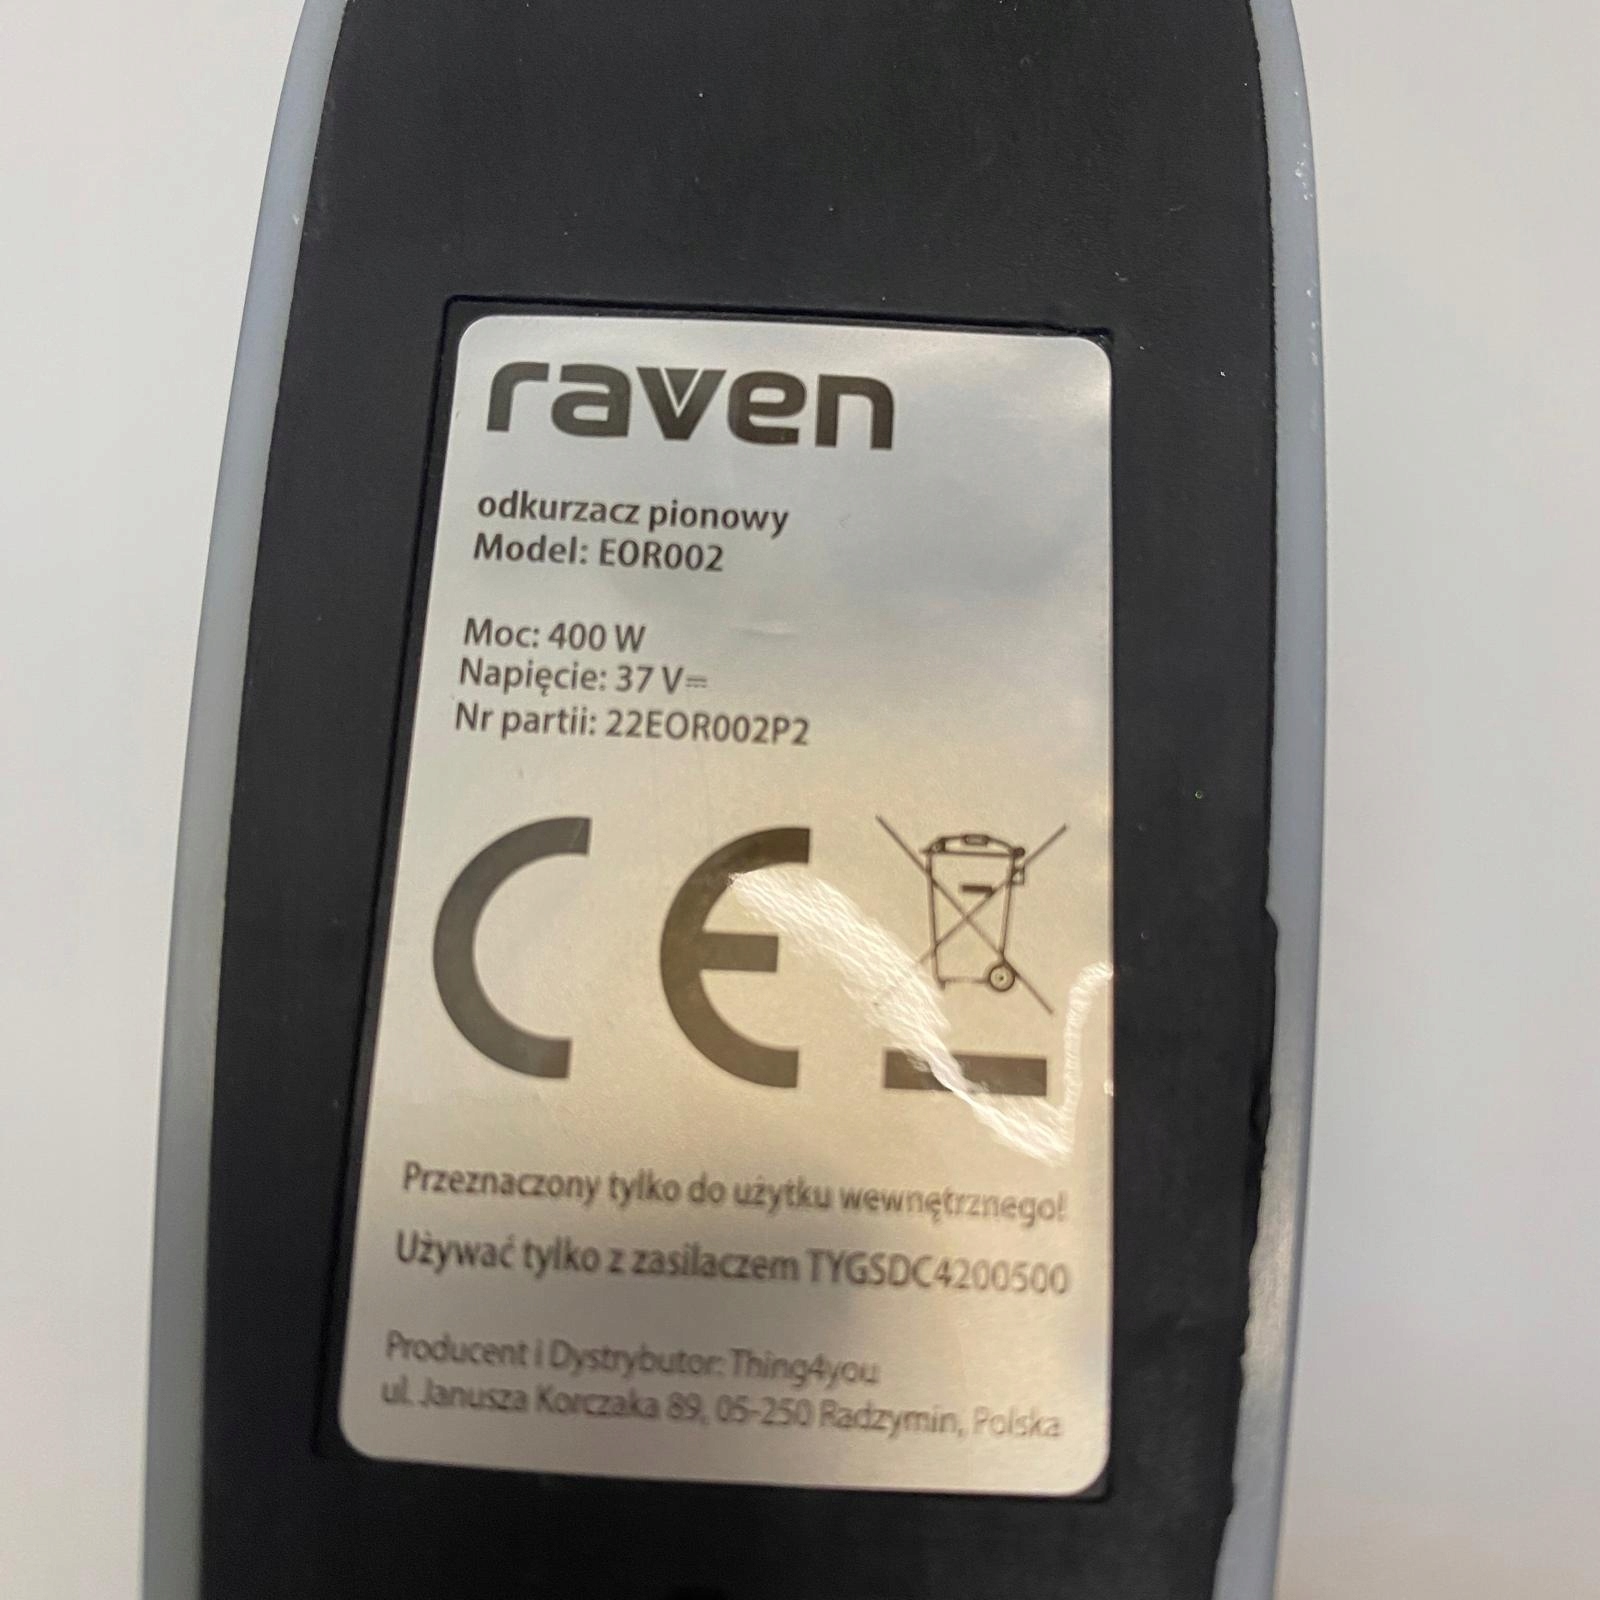 raven
odkurzacz pionowy
Model: EOR002
Moc: 400 W
Napięcie: 37 V⎓
Nr partii: 22EOR002P2
CE
Przeznaczony tylko do użytku wewnętrznego!
Używać tylko z zasilaczem TYGSDC4200500
Producent i Dystrybutor: Thing4you
ul. Janusza Korczaka 89, 05-250 Radzymin, Polska